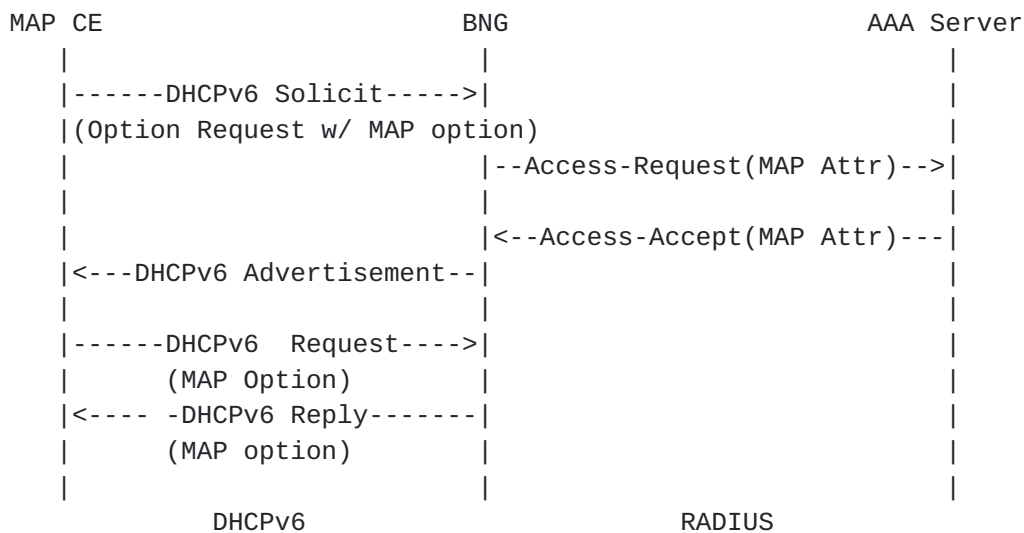 MAP CE                        BNG                         AAA Server
   |                           |                             |
   |------DHCPv6 Solicit----->|                             |
   |(Option Request w/ MAP option)                          |
   |                           |--Access-Request(MAP Attr)-->|
   |                           |                             |
   |                           |<--Access-Accept(MAP Attr)---|
   |<---DHCPv6 Advertisement--|                             |
   |                           |                             |
   |------DHCPv6  Request---->|                             |
   |      (MAP Option)        |                             |
   |<---- -DHCPv6 Reply-------|                             |
   |      (MAP option)        |                             |
   |                           |                             |
             DHCPv6                        RADIUS